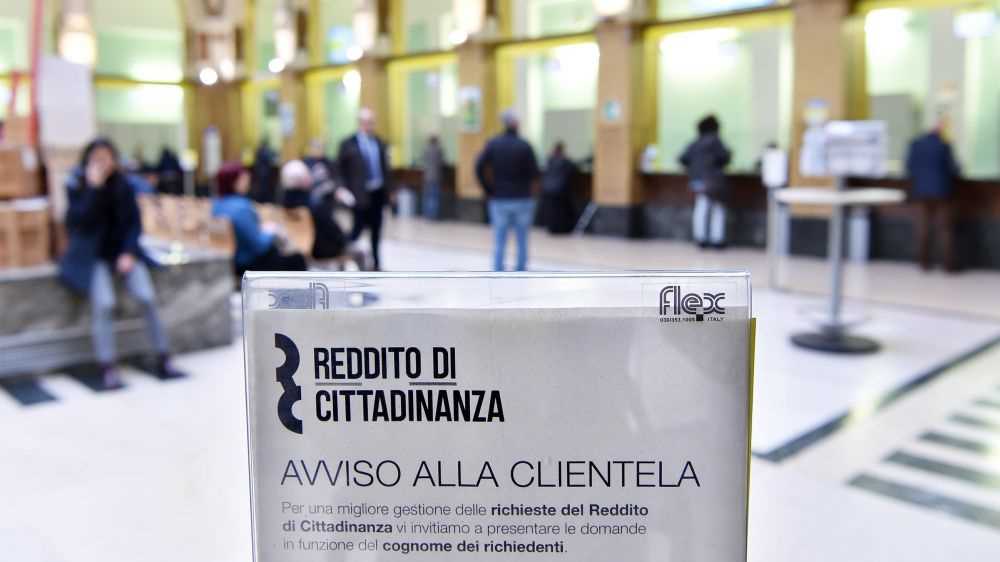 flex
ITALY
REDDITO DI
CITTADINANZA
AVVISO ALLA CLIENTELA
Per una migliore gestione delle richieste del Reddito
di Cittadinanza vi invitiamo a presentare le domande
in funzione del cognome dei richiedenti.